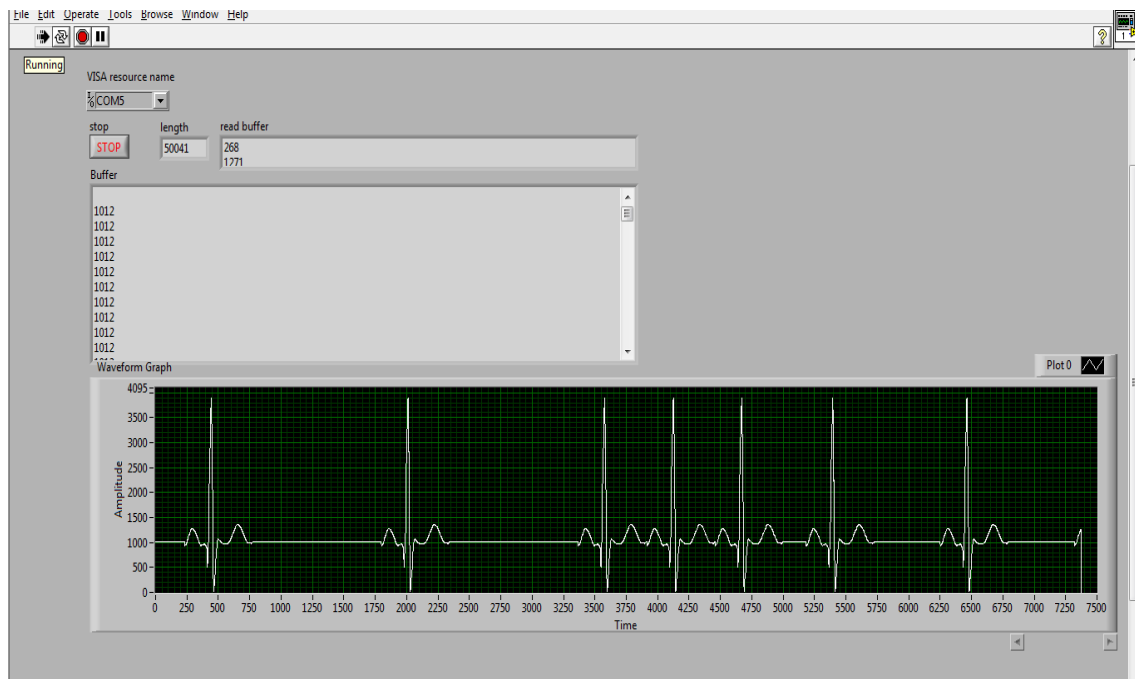 File Edit Operate Tools Browse Window Help
?
1
Running
VISA resource name
I/O COM5
stop length read buffer
STOP 50041 268
1271
Buffer
1012
1012
1012
1012
1012
1012
1012
1012
1012
1012
Waveform Graph
Plot 0
4095
3500
3000
2500
2000
1500
1000
500
0
Amplitude
0 250 500 750 1000 1250 1500 1750 2000 2250 2500 2750 3000 3250 3500 3750 4000 4250 4500 4750 5000 5250 5500 5750 6000 6250 6500 6750 7000 7250 7500
Time